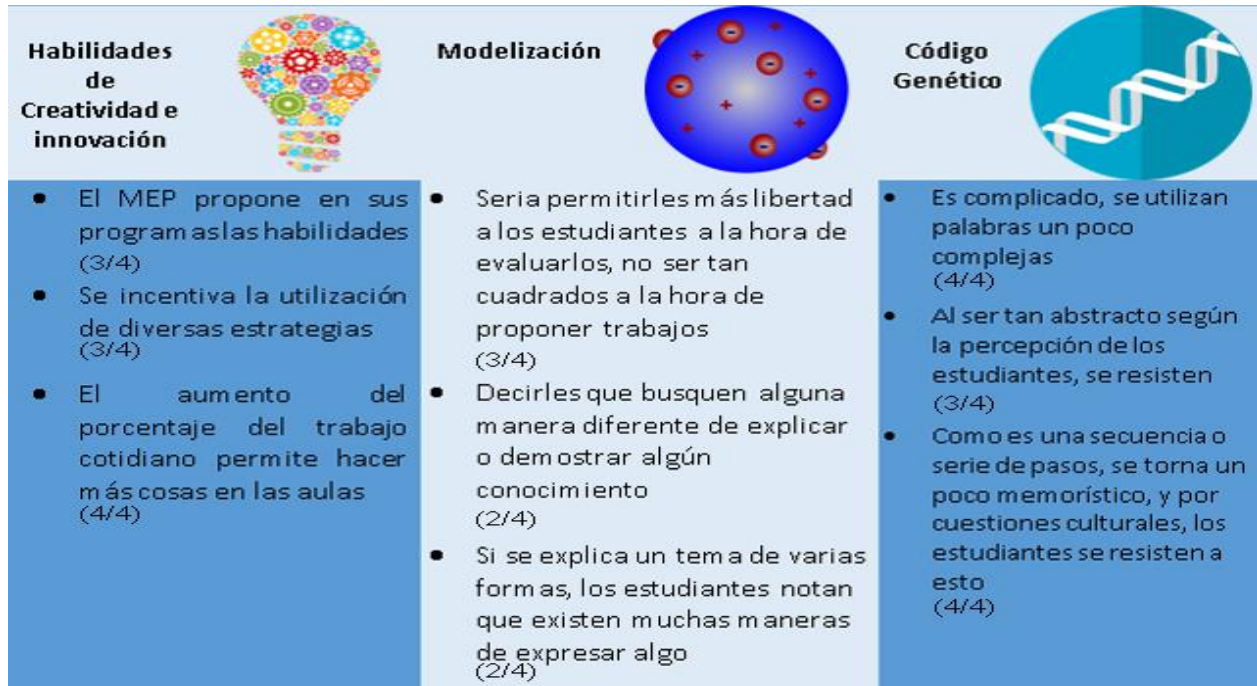 Habilidades
de
Creatividad e
innovación
El MEP propone en sus
programas las habilidades
(3/4)
Se incentiva la utilización
de diversas estrategias
(3/4)
El aumento del
porcentaje del trabajo
cotidiano permite hacer
más cosas en las aulas
(4/4)
Modelización
Seria permitirles más libertad
a los estudiantes a la hora de
evaluarlos, no ser tan
cuadrados a la hora de
proponer trabajos
(3/4)
Decirles que busquen alguna
manera diferente de explicar
o demostrar algún
conocimiento
(2/4)
Si se explica un tema de varias
formas, los estudiantes notan
que existen muchas maneras
de expresar algo
(2/4)
Código
Genético
Es complicado, se utilizan
palabras un poco
complejas
(4/4)
Al ser tan abstracto según
la percepción de los
estudiantes, se resisten
(3/4)
Como es una secuencia o
serie de pasos, se torna un
poco memorístico, y por
cuestiones culturales, los
estudiantes se resisten a
esto
(4/4)